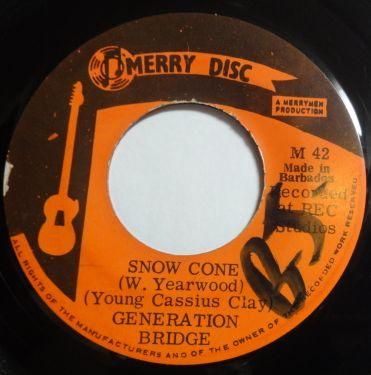 MERRY DISC
A MERRYMEN
PRODUCTION
M 42
Made in
Barbados
Recorded
at REC
Studios
SNOW CONE
(W. Yearwood)
(Young Cassius Clay)
GENERATION
BRIDGE
ALL RIGHTS OF THE MANUFACTURERS AND OF THE OWNER OF THE RECORDED WORK RESERVED.